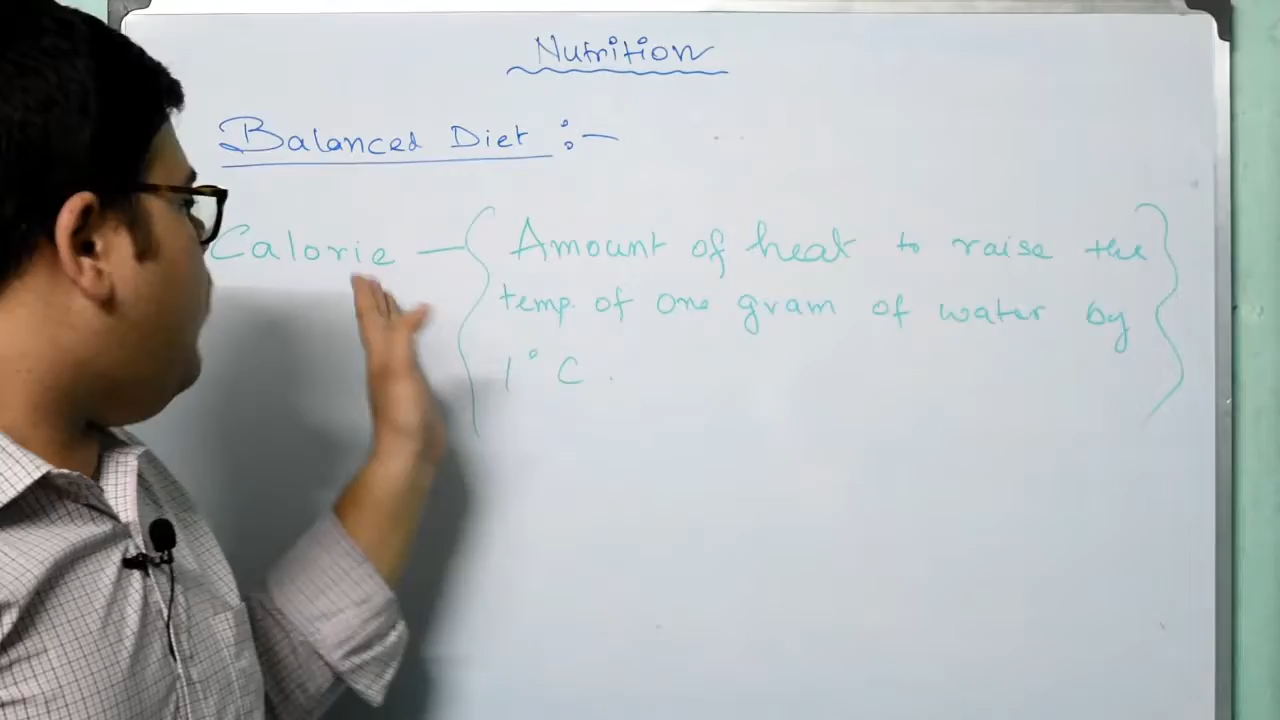 Nutrition
Balanced Diet :-
Calorie - { Amount of heat to raise the
temp. of one gram of water by
1° C. }